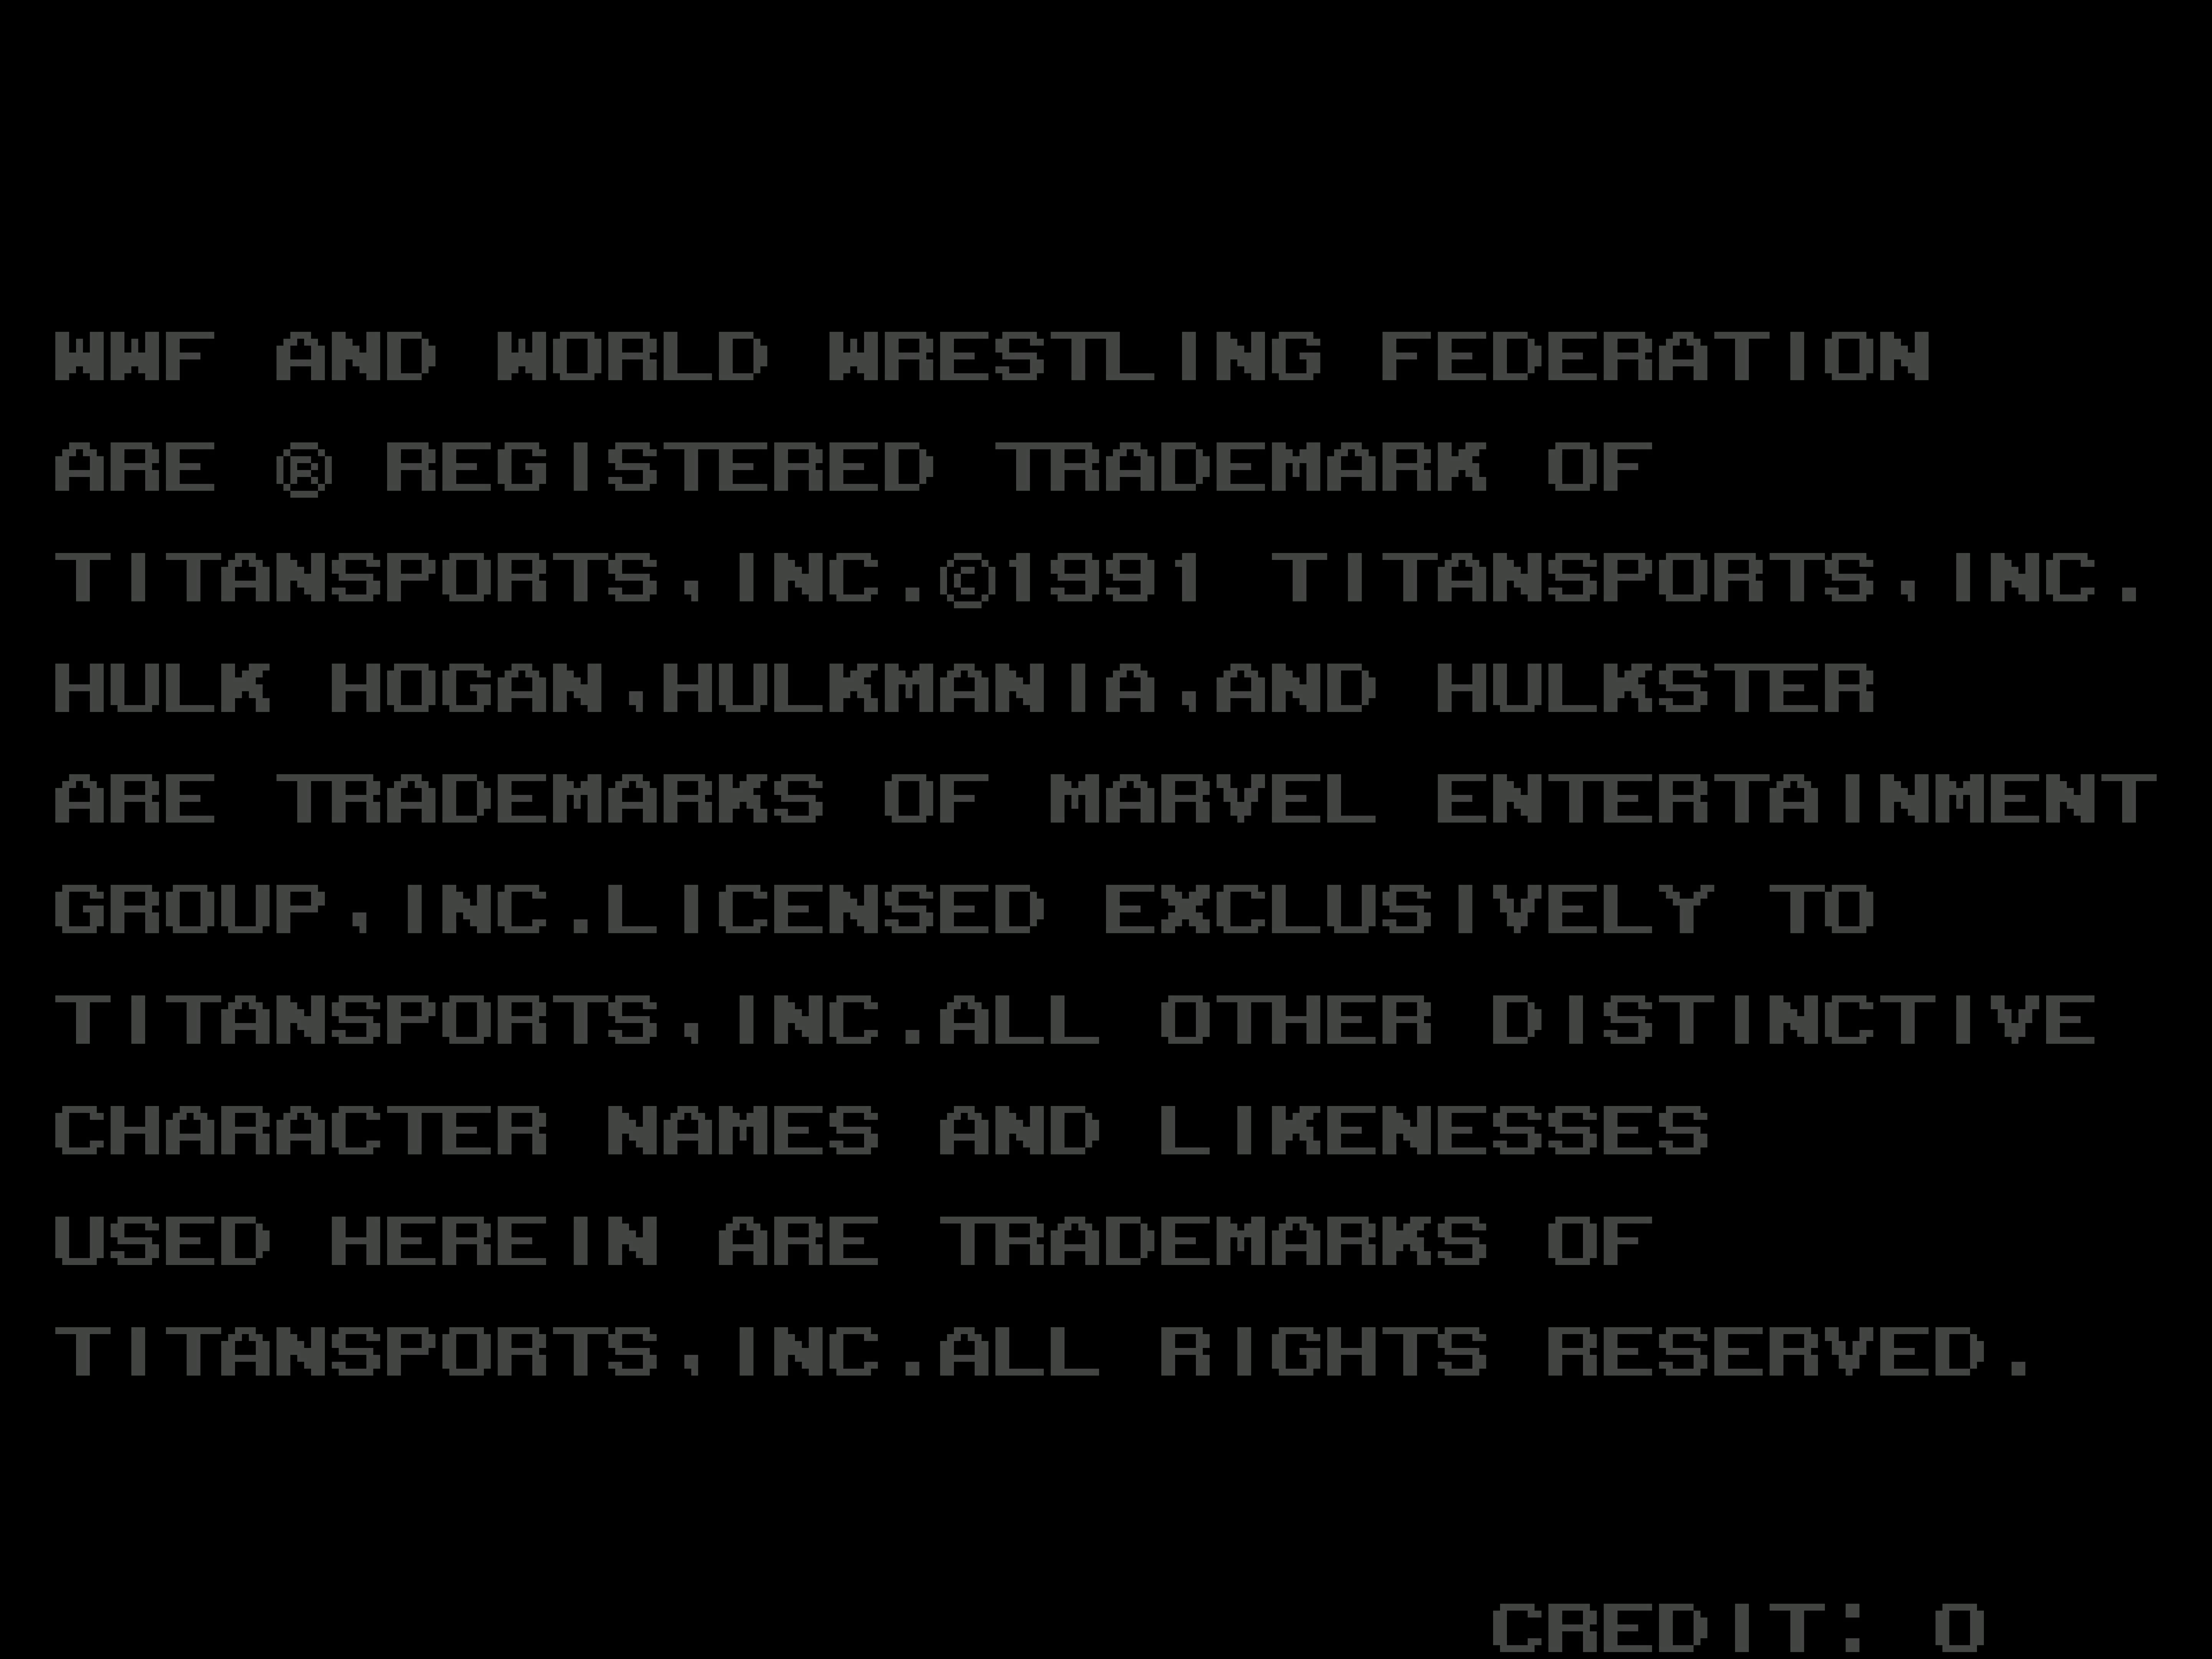 WWF AND WORLD WRESTLING FEDERATION
ARE ® REGISTERED TRADEMARK OF
TITANSPORTS,INC.©1991 TITANSPORTS,INC.
HULK HOGAN,HULKMANIA,AND HULKSTER
ARE TRADEMARKS OF MARVEL ENTERTAINMENT
GROUP,INC.LICENSED EXCLUSIVELY TO
TITANSPORTS,INC.ALL OTHER DISTINCTIVE
CHARACTER NAMES AND LIKENESSES
USED HEREIN ARE TRADEMARKS OF
TITANSPORTS,INC.ALL RIGHTS RESERVED.
CREDIT: 0